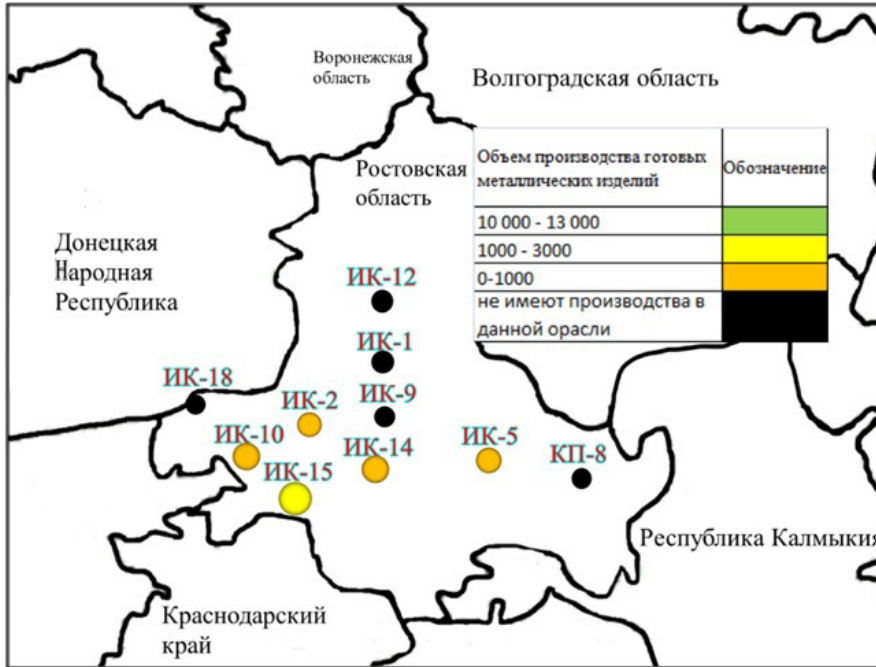 Воронежская
область
Волгоградская область
Ростовская
область
Объем производства готовых
металлических изделий
Обозначение
10 000 - 13 000
1000 - 3000
0-1000
не имеют производства в
данной орасли
Донецкая
Народная
Республика
ИК-12
ИК-1
ИК-18
ИК-2
ИК-9
ИК-10
ИК-14
ИК-5
ИК-15
КП-8
Республика Калмыкия
Краснодарский
край